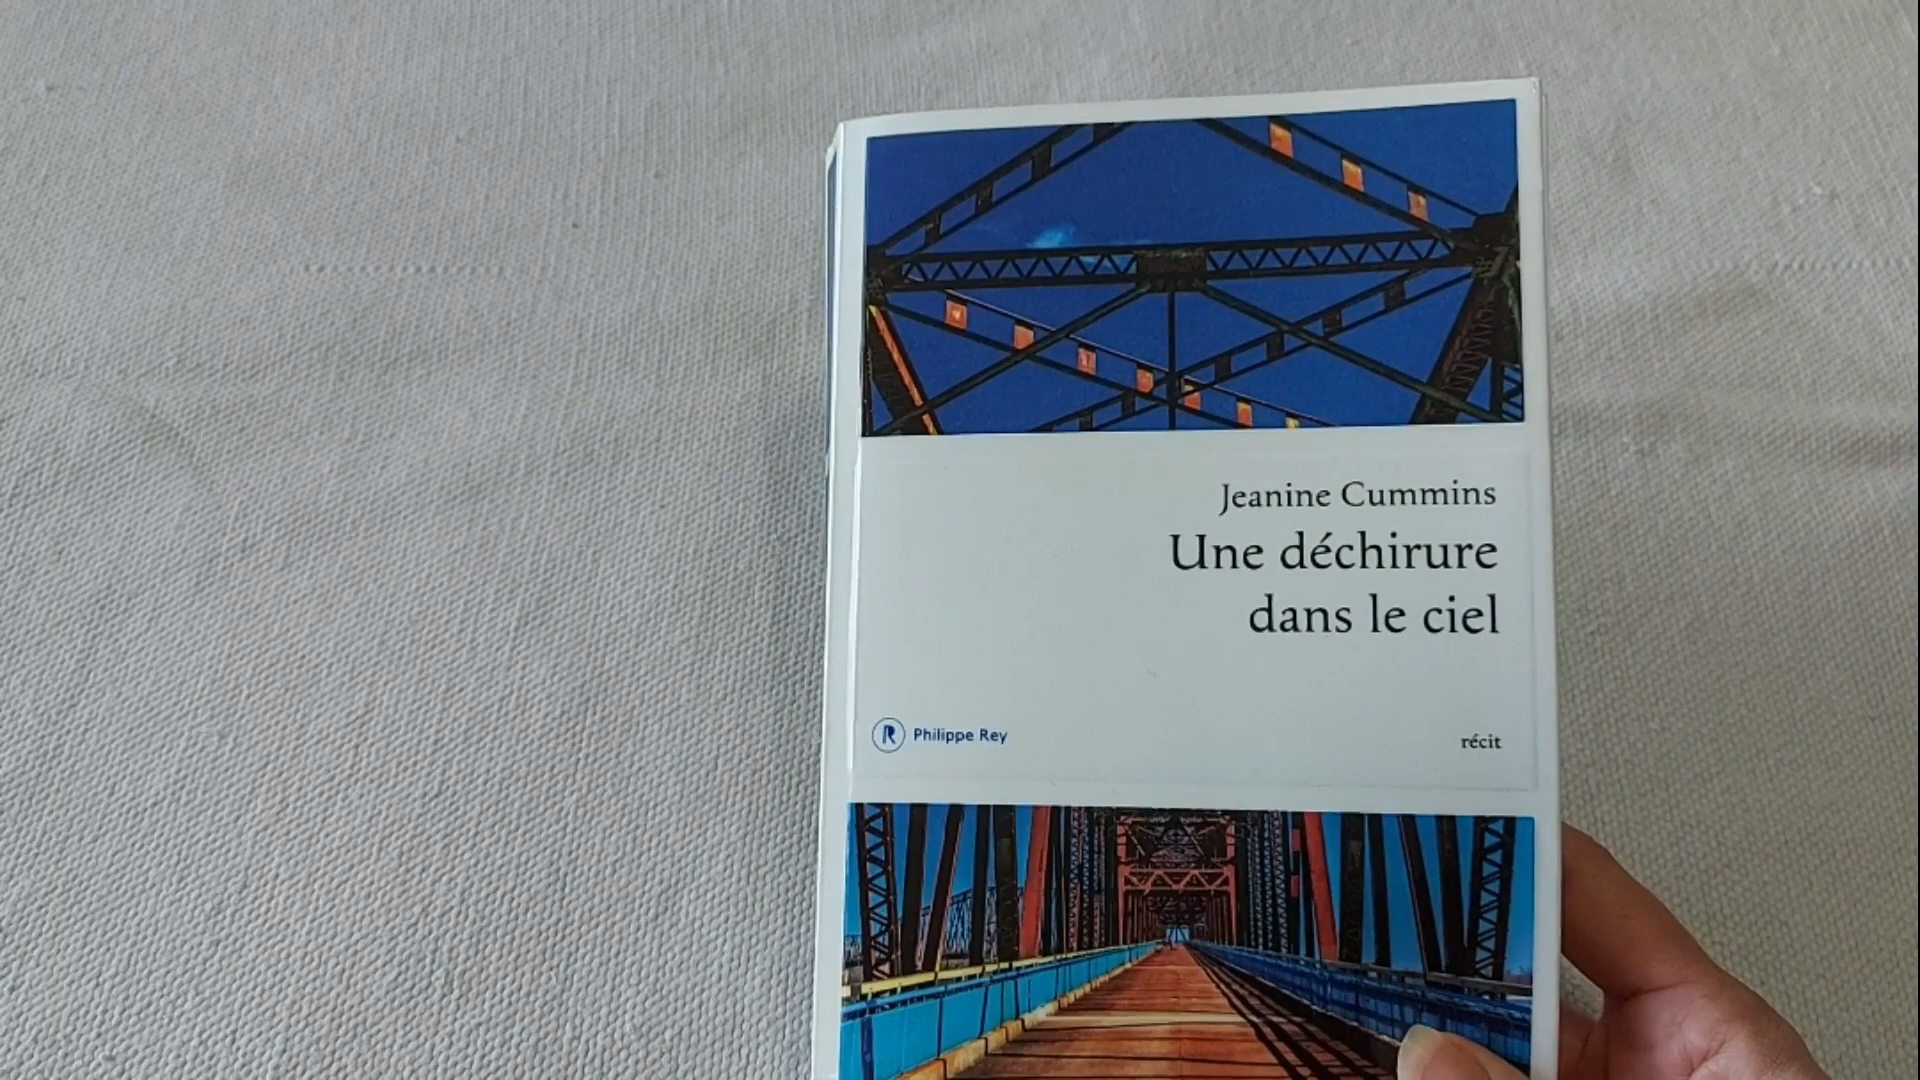 Jeanine Cummins
Une déchirure
dans le ciel
Philippe Rey
récit